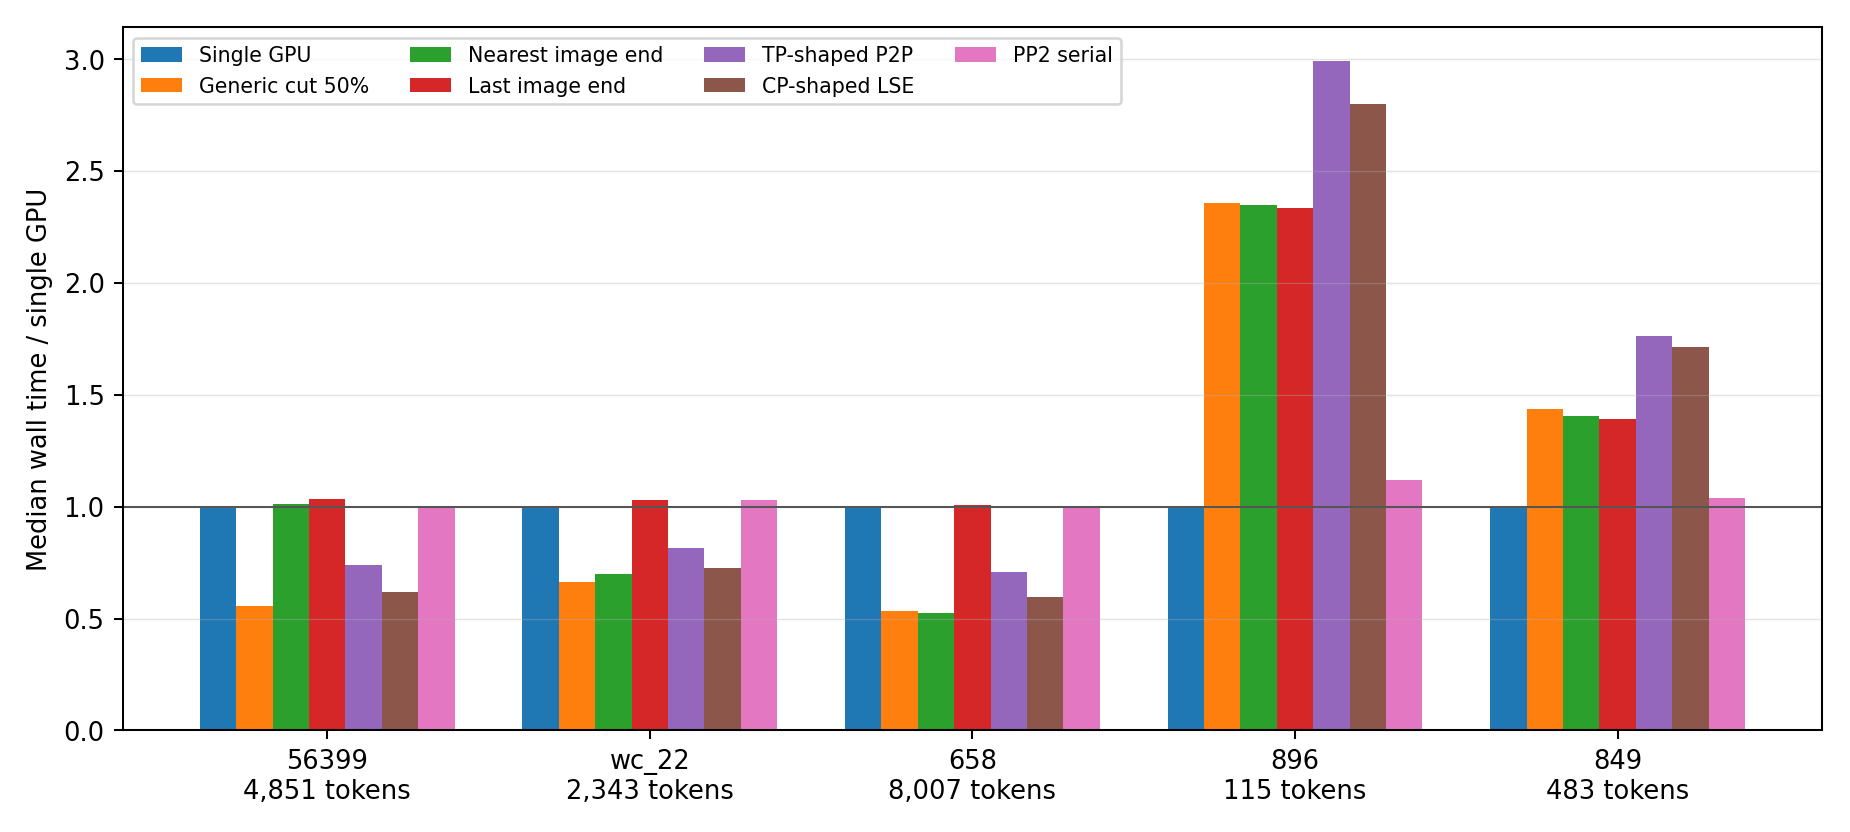 Median wall time / single GPU
3.0
2.5
2.0
1.5
1.0
0.5
0.0
Single GPU
Generic cut 50%
Nearest image end
Last image end
TP-shaped P2P
CP-shaped LSE
PP2 serial
56399
4,851 tokens
wc_22
2,343 tokens
658
8,007 tokens
896
115 tokens
849
483 tokens